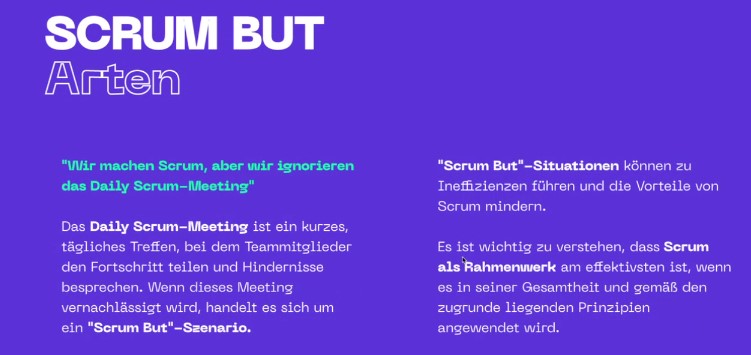 SCRUM BUT
Arten
"Wir machen Scrum, aber wir ignorieren
das Daily Scrum-Meeting"
Das Daily Scrum-Meeting ist ein kurzes,
tägliches Treffen, bei dem Teammitglieder
den Fortschritt teilen und Hindernisse
besprechen. Wenn dieses Meeting
vernachlässigt wird, handelt es sich um
ein "Scrum But"-Szenario.
"Scrum But"-Situationen können zu
Ineffizienzen führen und die Vorteile von
Scrum mindern.
Es ist wichtig zu verstehen, dass Scrum
als Rahmenwerk am effektivsten ist, wenn
es in seiner Gesamtheit und gemäß den
zugrunde liegenden Prinzipien
angewendet wird.